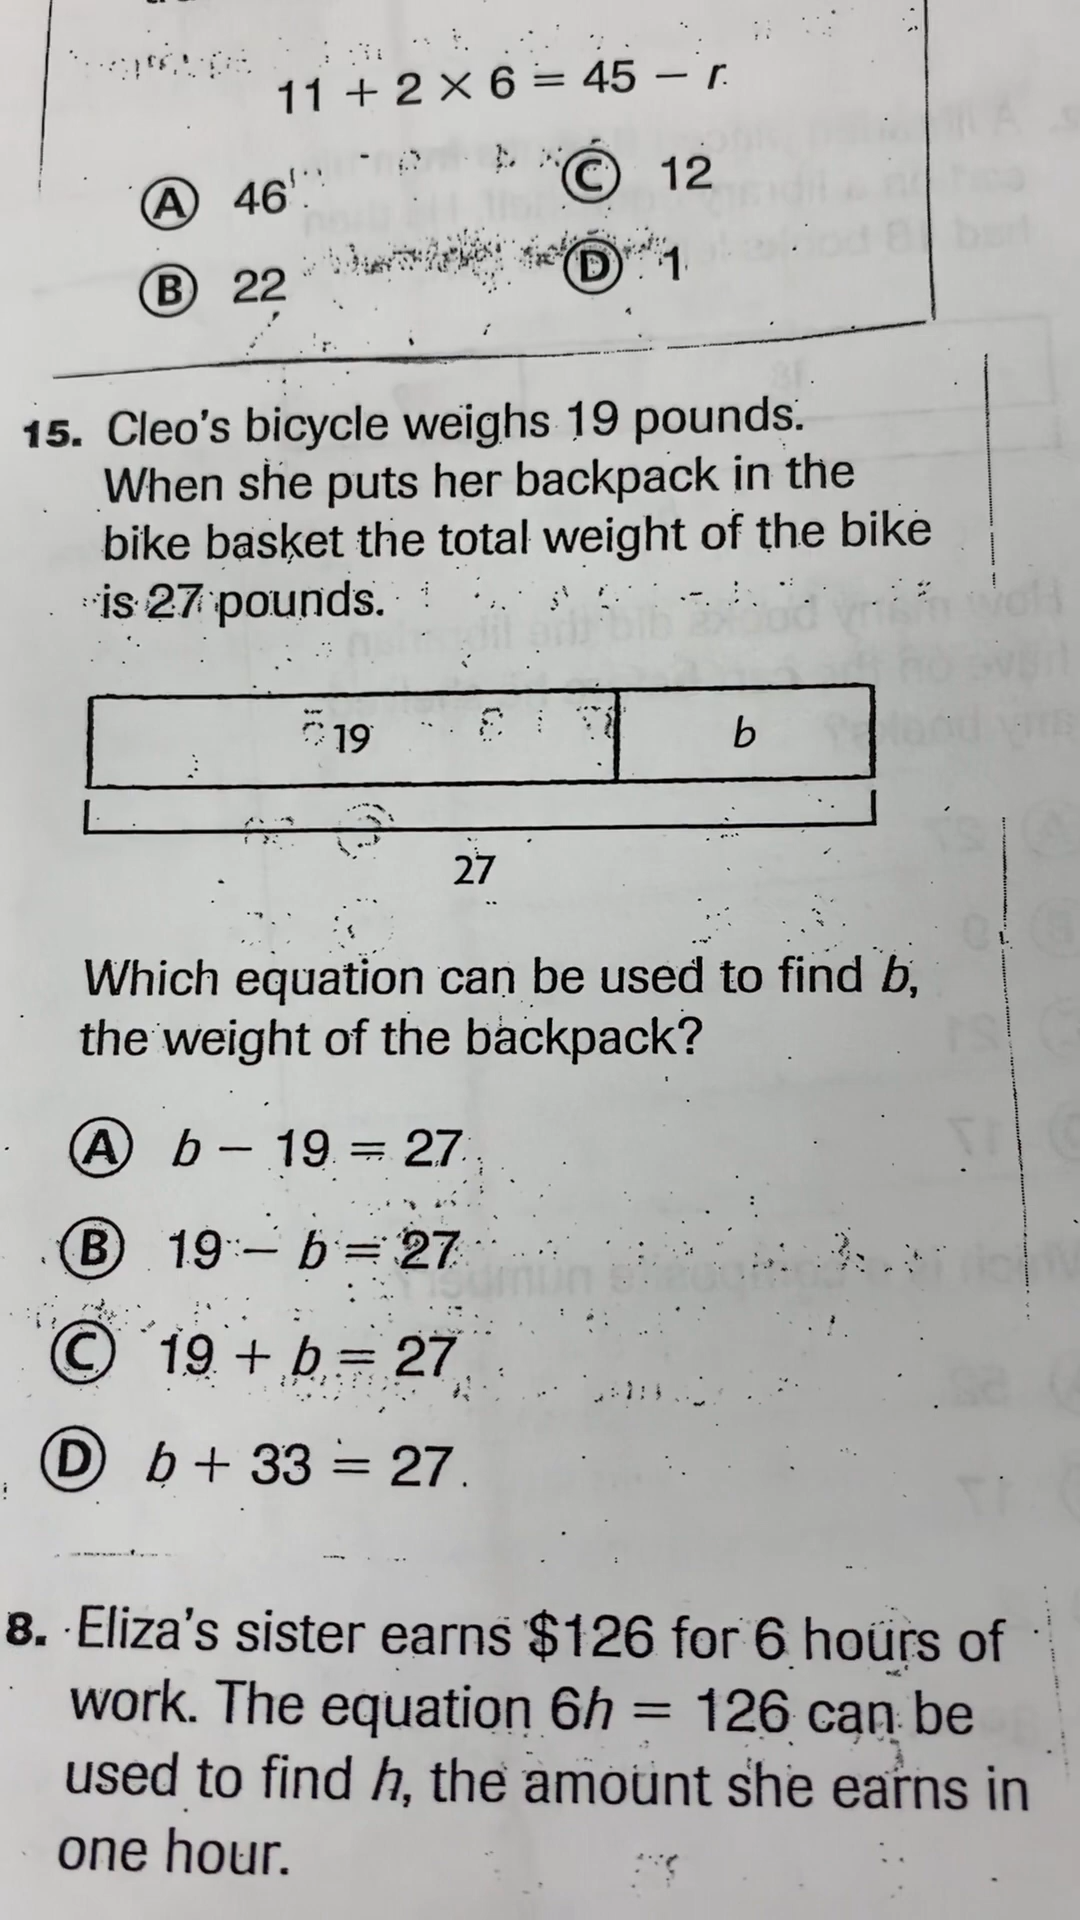 11 + 2 × 6 = 45 − r.
Ⓐ 46
Ⓒ 12
Ⓑ 22
Ⓓ 1
15. Cleo's bicycle weighs 19 pounds.
When she puts her backpack in the
bike basket the total weight of the bike
is 27 pounds.
19 b
27
Which equation can be used to find b,
the weight of the backpack?
Ⓐ b − 19 = 27
Ⓑ 19 − b = 27
Ⓒ 19 + b = 27
Ⓓ b + 33 = 27
8. Eliza's sister earns $126 for 6 hours of
work. The equation 6h = 126 can be
used to find h, the amount she earns in
one hour.